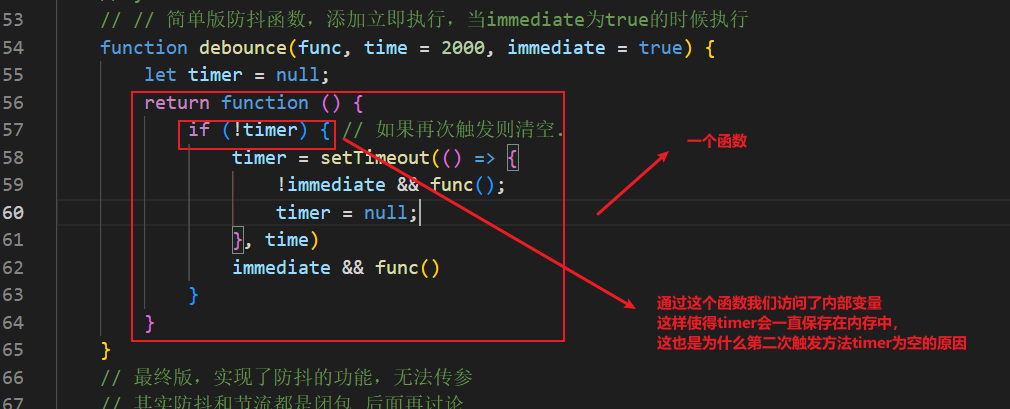 53 // // 简单版防抖函数，添加立即执行，当immediate为true的时候执行
54 function debounce(func, time = 2000, immediate = true) {
55 let timer = null;
56 return function () {
57 if (!timer) { // 如果再次触发则清空.
58 timer = setTimeout(() => {
59 !immediate && func();
60 timer = null;
61 }, time)
62 immediate && func()
63 }
64 }
65 }
66 // 最终版，实现了防抖的功能，无法传参
67 // 其实防抖和节流都是闭包 后面再讨论
一个函数
通过这个函数我们访问了内部变量
这样使得timer会一直保存在内存中，
这也是为什么第二次触发方法timer为空的原因